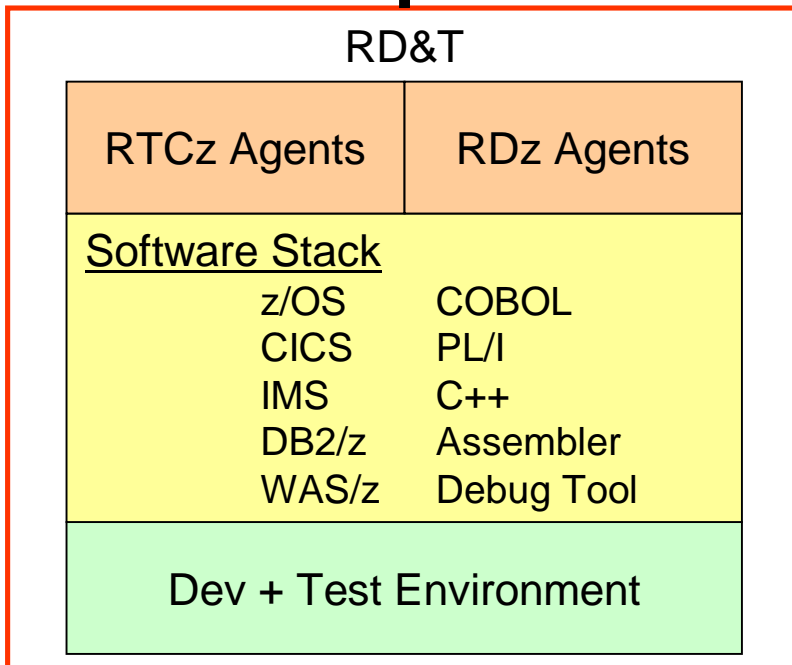 RD&T
RTCz Agents RDz Agents
Software Stack
z/OS COBOL
CICS PL/I
IMS C++
DB2/z Assembler
WAS/z Debug Tool
Dev + Test Environment